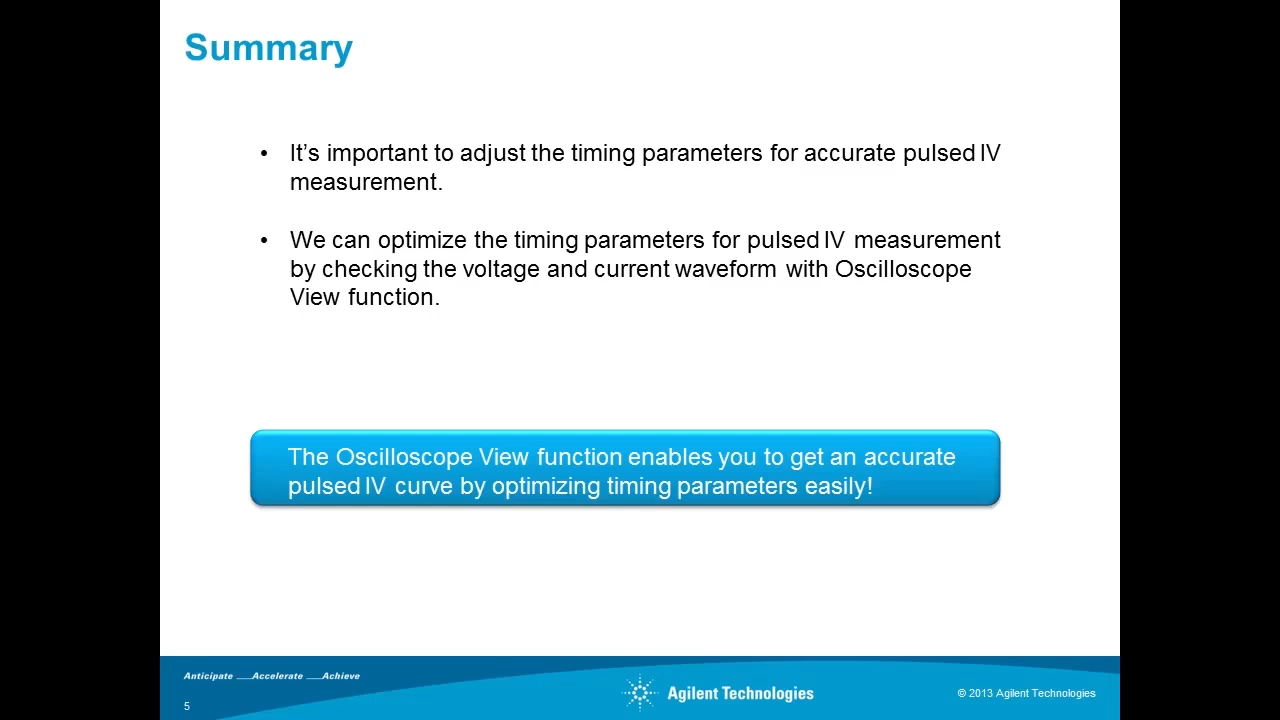 Summary
• It’s important to adjust the timing parameters for accurate pulsed IV
measurement.
• We can optimize the timing parameters for pulsed IV measurement
by checking the voltage and current waveform with Oscilloscope
View function.
The Oscilloscope View function enables you to get an accurate
pulsed IV curve by optimizing timing parameters easily!
Anticipate ___Accelerate ___Achieve
Agilent Technologies
© 2013 Agilent Technologies
5